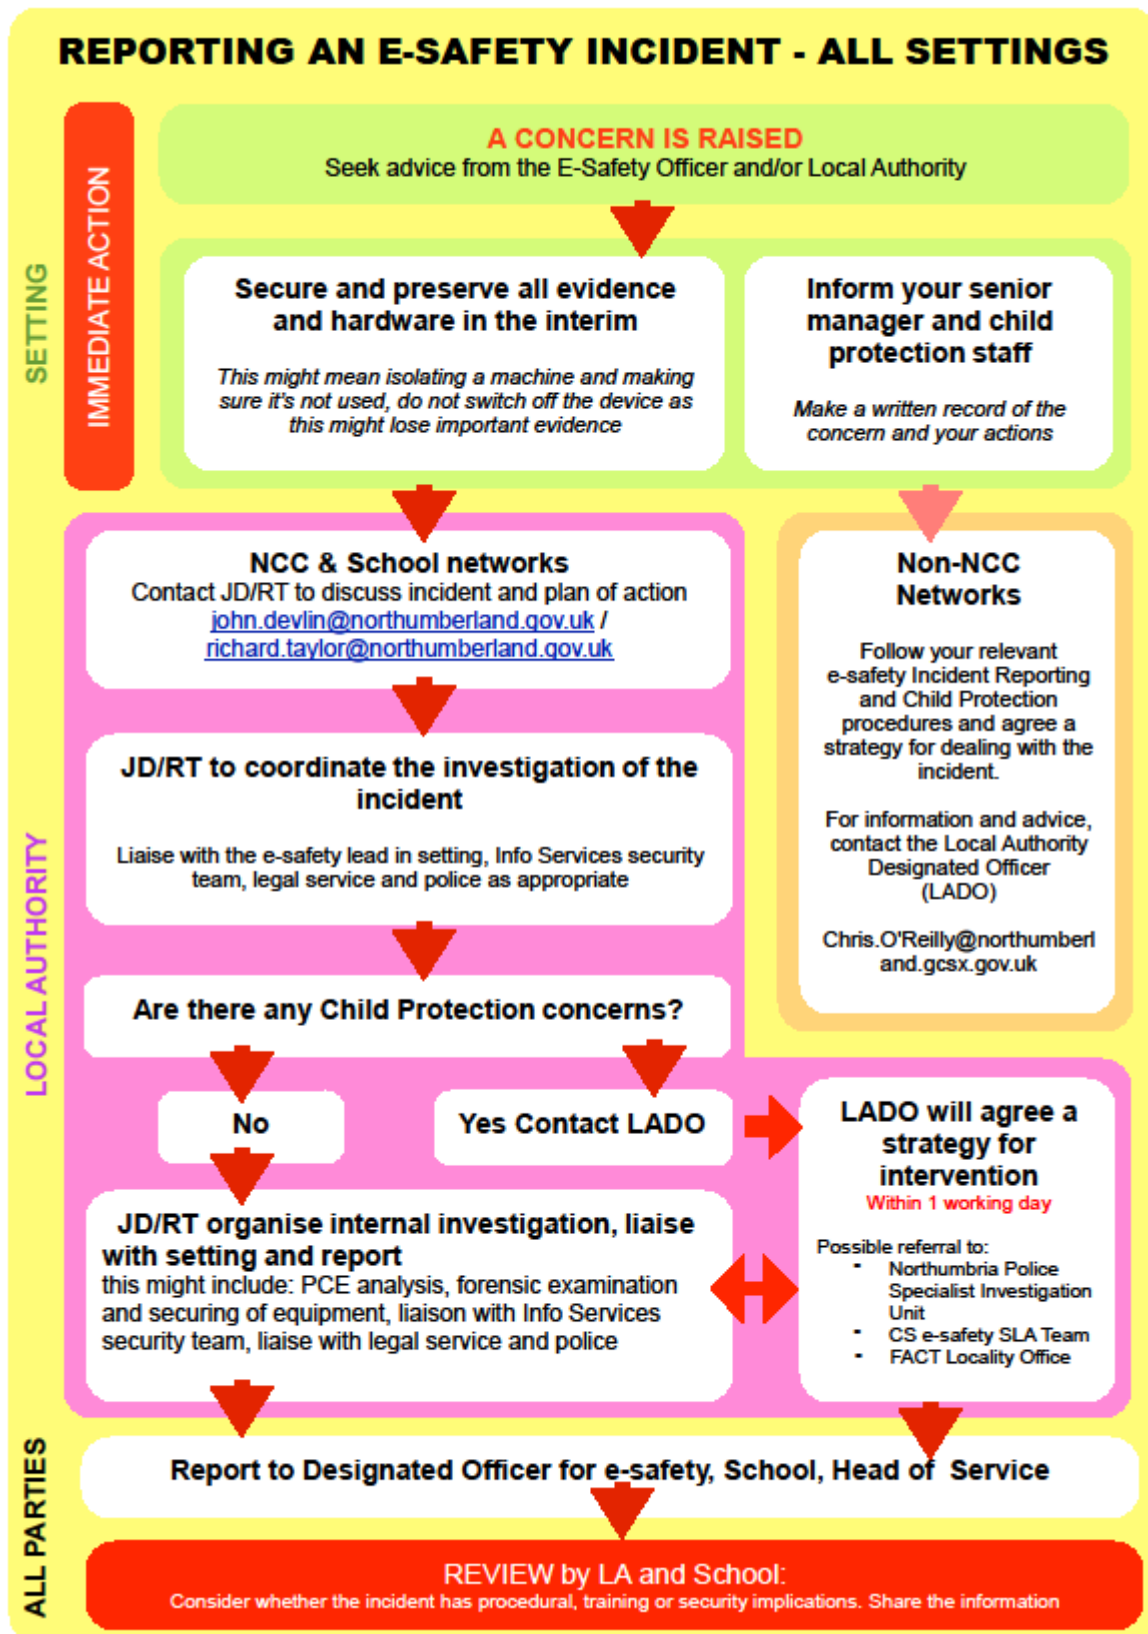 REPORTING AN E-SAFETY INCIDENT - ALL SETTINGS
SETTING
IMMEDIATE ACTION
A CONCERN IS RAISED
Seek advice from the E-Safety Officer and/or Local Authority
Secure and preserve all evidence
and hardware in the interim
This might mean isolating a machine and making
sure it's not used, do not switch off the device as
this might lose important evidence
Inform your senior
manager and child
protection staff
Make a written record of the
concern and your actions
LOCAL AUTHORITY
NCC & School networks
Contact JD/RT to discuss incident and plan of action
john.devlin@northumberland.gov.uk /
richard.taylor@northumberland.gov.uk
Non-NCC
Networks
Follow your relevant
e-safety Incident Reporting
and Child Protection
procedures and agree a
strategy for dealing with the
incident.
For information and advice,
contact the Local Authority
Designated Officer
(LADO)
Chris.O'Reilly@northumberl
and.gcsx.gov.uk
JD/RT to coordinate the investigation of the
incident
Liaise with the e-safety lead in setting, Info Services security
team, legal service and police as appropriate
Are there any Child Protection concerns?
No
Yes Contact LADO
LADO will agree a
strategy for
intervention
Within 1 working day
Possible referral to:
- Northumbria Police
Specialist Investigation
Unit
- CS e-safety SLA Team
- FACT Locality Office
JD/RT organise internal investigation, liaise
with setting and report
this might include: PCE analysis, forensic examination
and securing of equipment, liaison with Info Services
security team, liaise with legal service and police
ALL PARTIES
Report to Designated Officer for e-safety, School, Head of Service
REVIEW by LA and School:
Consider whether the incident has procedural, training or security implications. Share the information